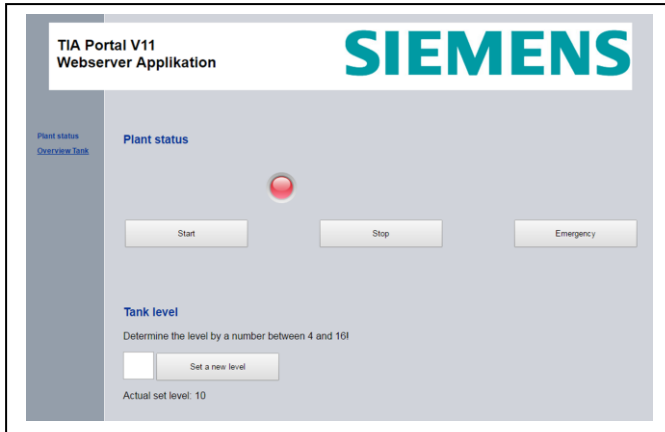 TIA Portal V11
Webserver Applikation
SIEMENS
Plant status
Overview Tank
Plant status
Start
Stop
Emergency
Tank level
Determine the level by a number between 4 and 16!
Set a new level
Actual set level: 10